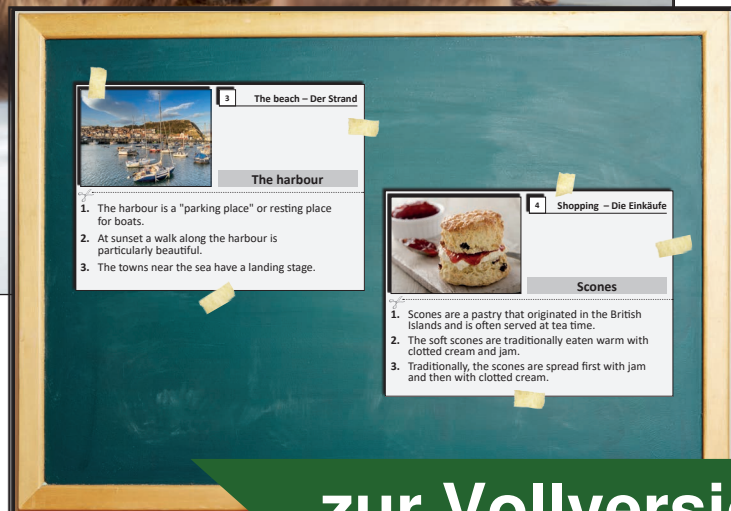 3 The beach – Der Strand
The harbour
1. The harbour is a "parking place" or resting place
for boats.
2. At sunset a walk along the harbour is
particularly beautiful.
3. The towns near the sea have a landing stage.
4 Shopping – Die Einkäufe
Scones
1. Scones are a pastry that originated in the British
Islands and is often served at tea time.
2. The soft scones are traditionally eaten warm with
clotted cream and jam.
3. Traditionally, the scones are spread first with jam
and then with clotted cream.
zur